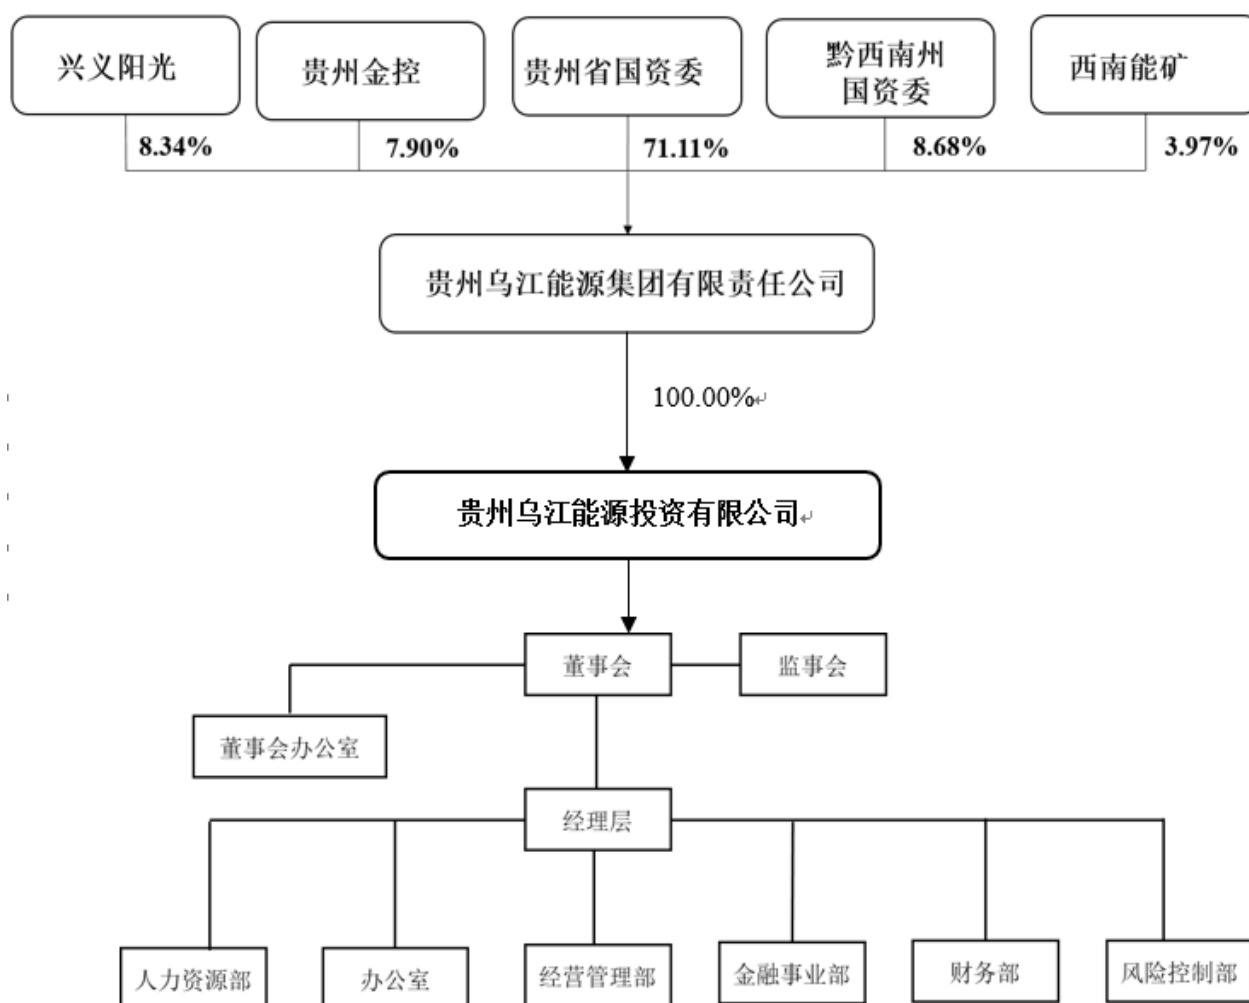 兴义阳光
贵州金控
贵州省国资委
黔西南州
国资委
西南能矿
8.34%
7.90%
71.11%
8.68%
3.97%
贵州乌江能源集团有限责任公司
100.00%↵
贵州乌江能源投资有限公司↵
董事会
监事会
董事会办公室
经理层
人力资源部
办公室
经营管理部
金融事业部
财务部
风险控制部